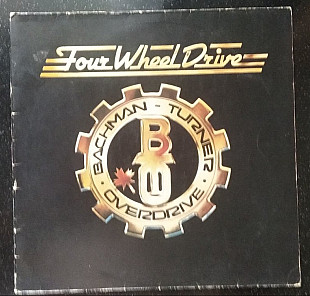 Four Wheel Drive
BACHMAN - TURNER
B
T
O
· OVERDRIVE ·